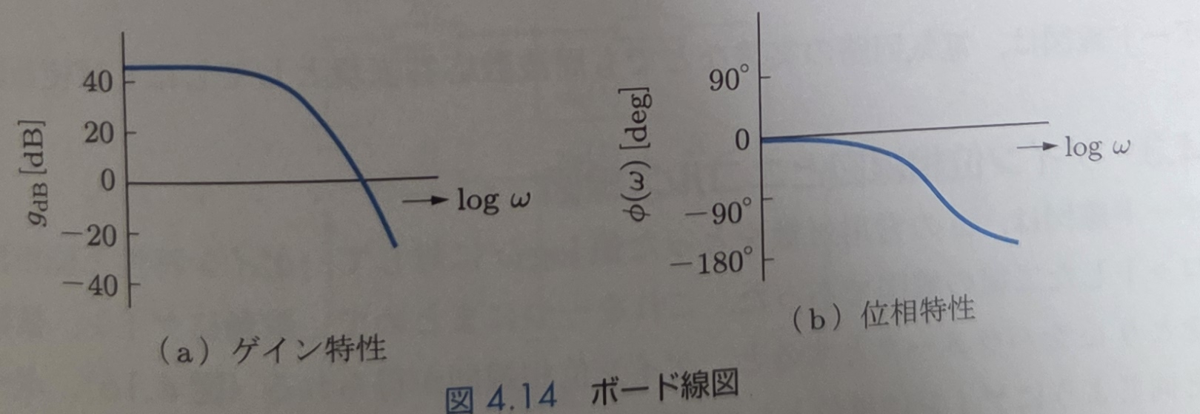 g_dB [dB]
40
20
0
−20
−40
→ log ω
(a) ゲイン特性
φ(ω) [deg]
90°
0
−90°
−180°
→ log ω
(b) 位相特性
図 4.14 ボード線図